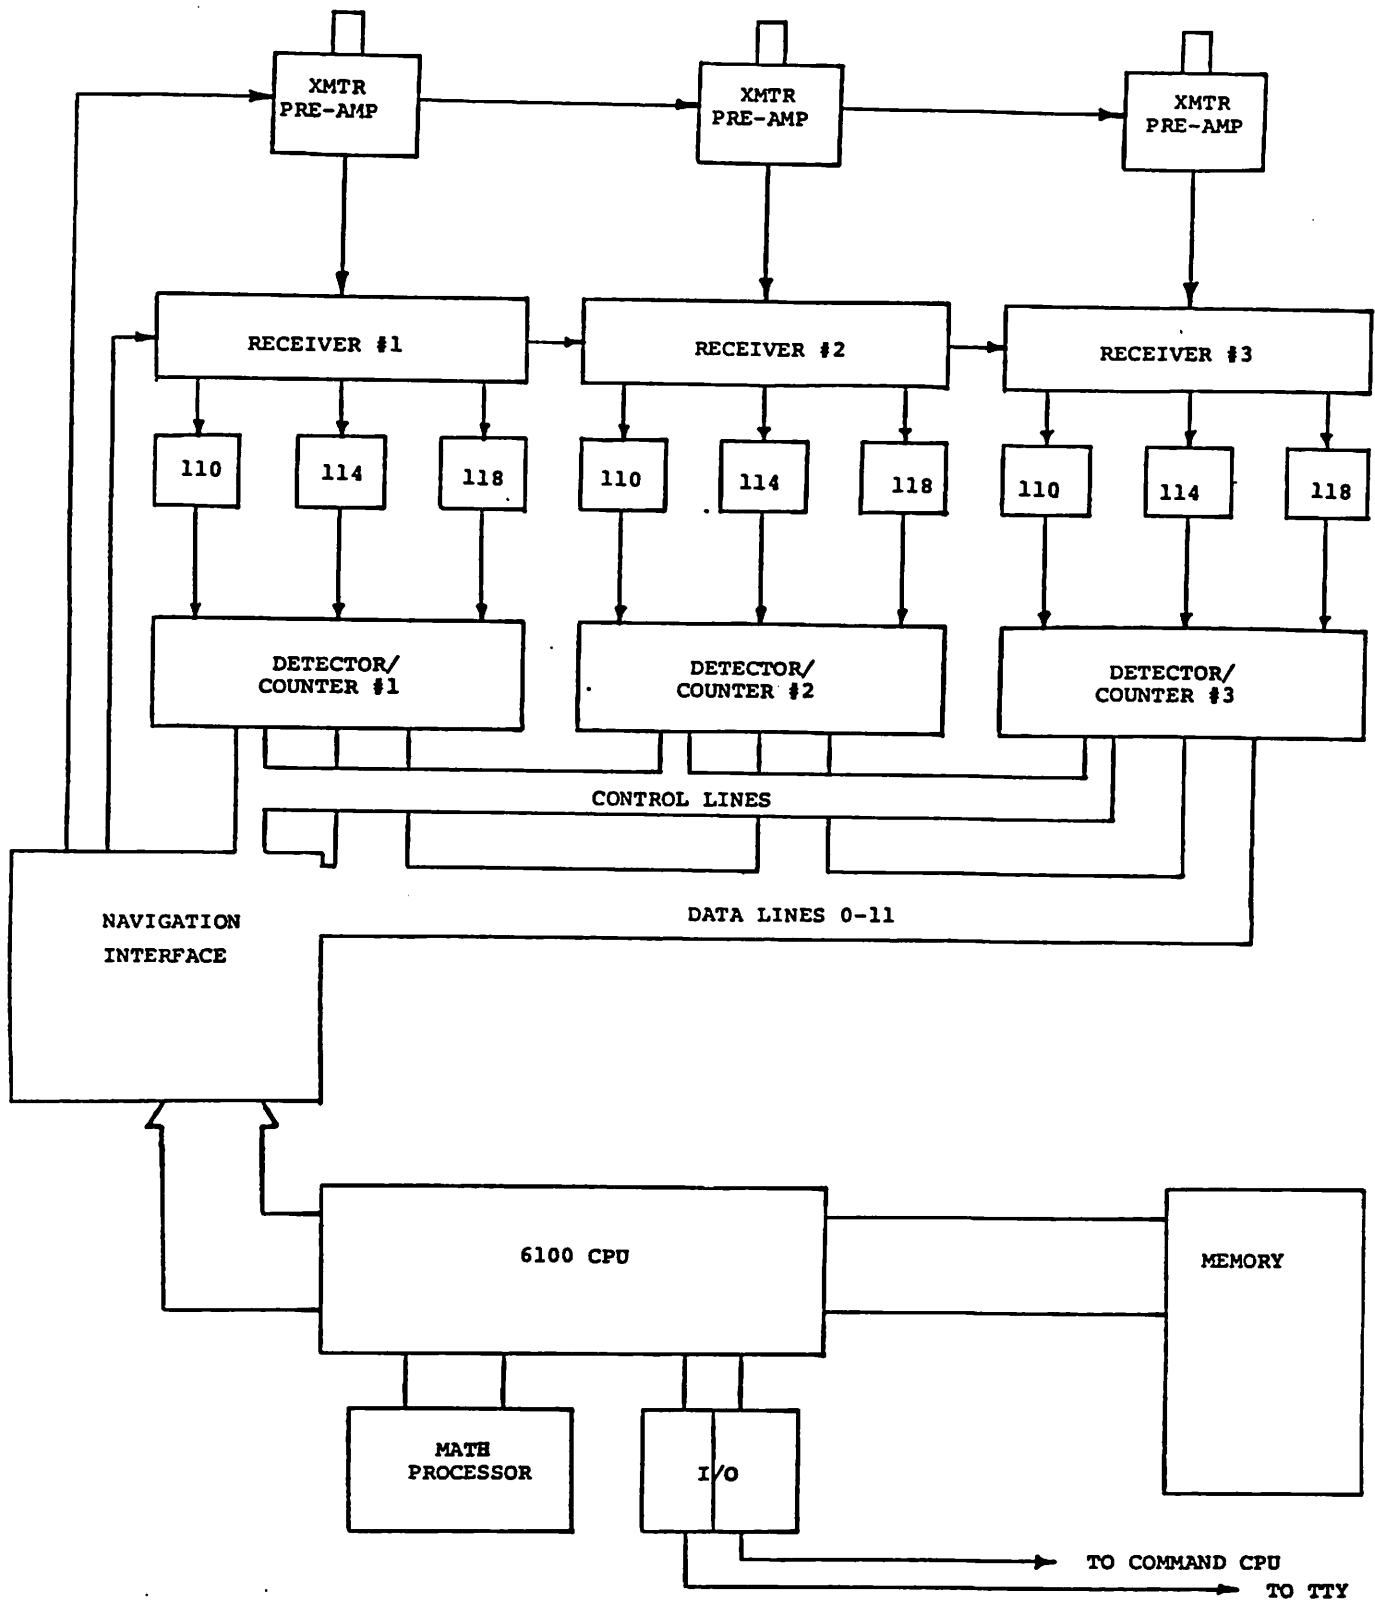 XMTR
PRE-AMP
XMTR
PRE-AMP
XMTR
PRE-AMP
RECEIVER #1
RECEIVER #2
RECEIVER #3
110
114
118
110
114
118
110
114
118
DETECTOR/
COUNTER #1
DETECTOR/
COUNTER #2
DETECTOR/
COUNTER #3
CONTROL LINES
DATA LINES 0-11
NAVIGATION
INTERFACE
6100 CPU
MEMORY
MATH
PROCESSOR
I/O
TO COMMAND CPU
TO TTY